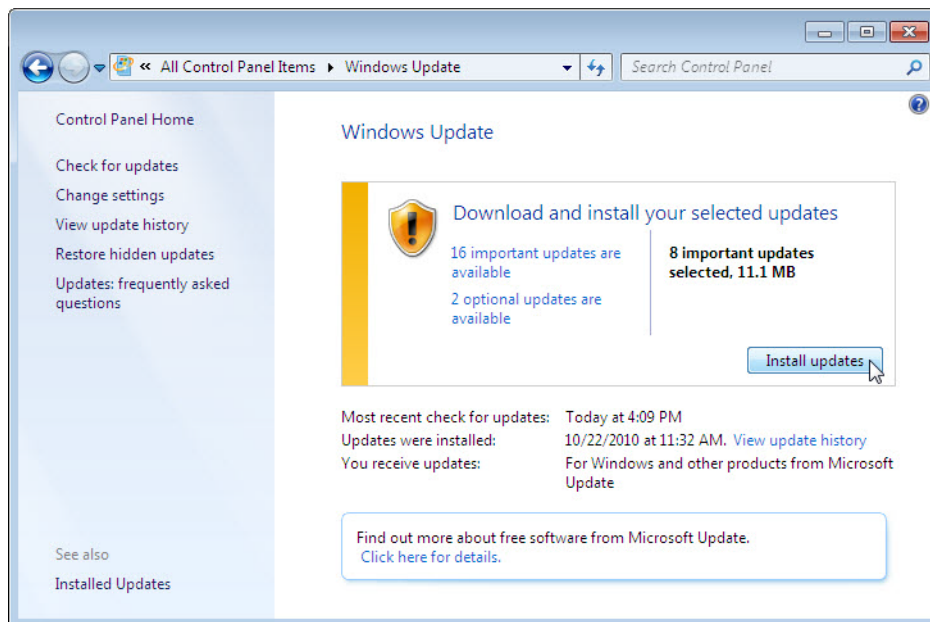 « All Control Panel Items ▸ Windows Update
Search Control Panel
Control Panel Home
Check for updates
Change settings
View update history
Restore hidden updates
Updates: frequently asked
questions
See also
Installed Updates
Windows Update
Download and install your selected updates
16 important updates are
available
2 optional updates are
available
8 important updates
selected, 11.1 MB
Install updates
Most recent check for updates: Today at 4:09 PM
Updates were installed: 10/22/2010 at 11:32 AM. View update history
You receive updates: For Windows and other products from Microsoft
Update
Find out more about free software from Microsoft Update.
Click here for details.